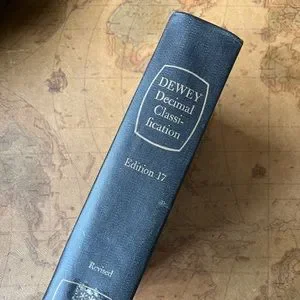 DEWEY
Decimal
Classi-
fication
Edition 17
Revised